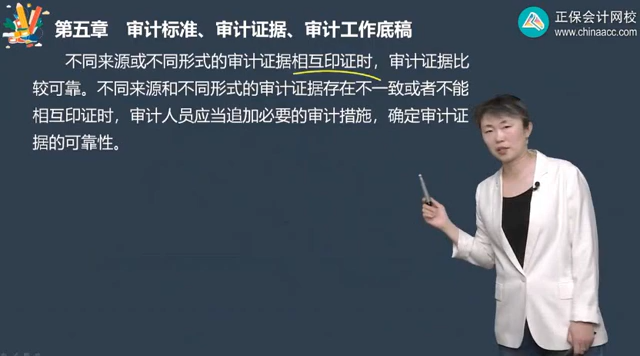 第五章 审计标准、审计证据、审计工作底稿
正保会计网校
www.chinaacc.com
不同来源或不同形式的审计证据相互印证时，审计证据比
较可靠。不同来源和不同形式的审计证据存在不一致或者不能
相互印证时，审计人员应当追加必要的审计措施，确定审计证
据的可靠性。